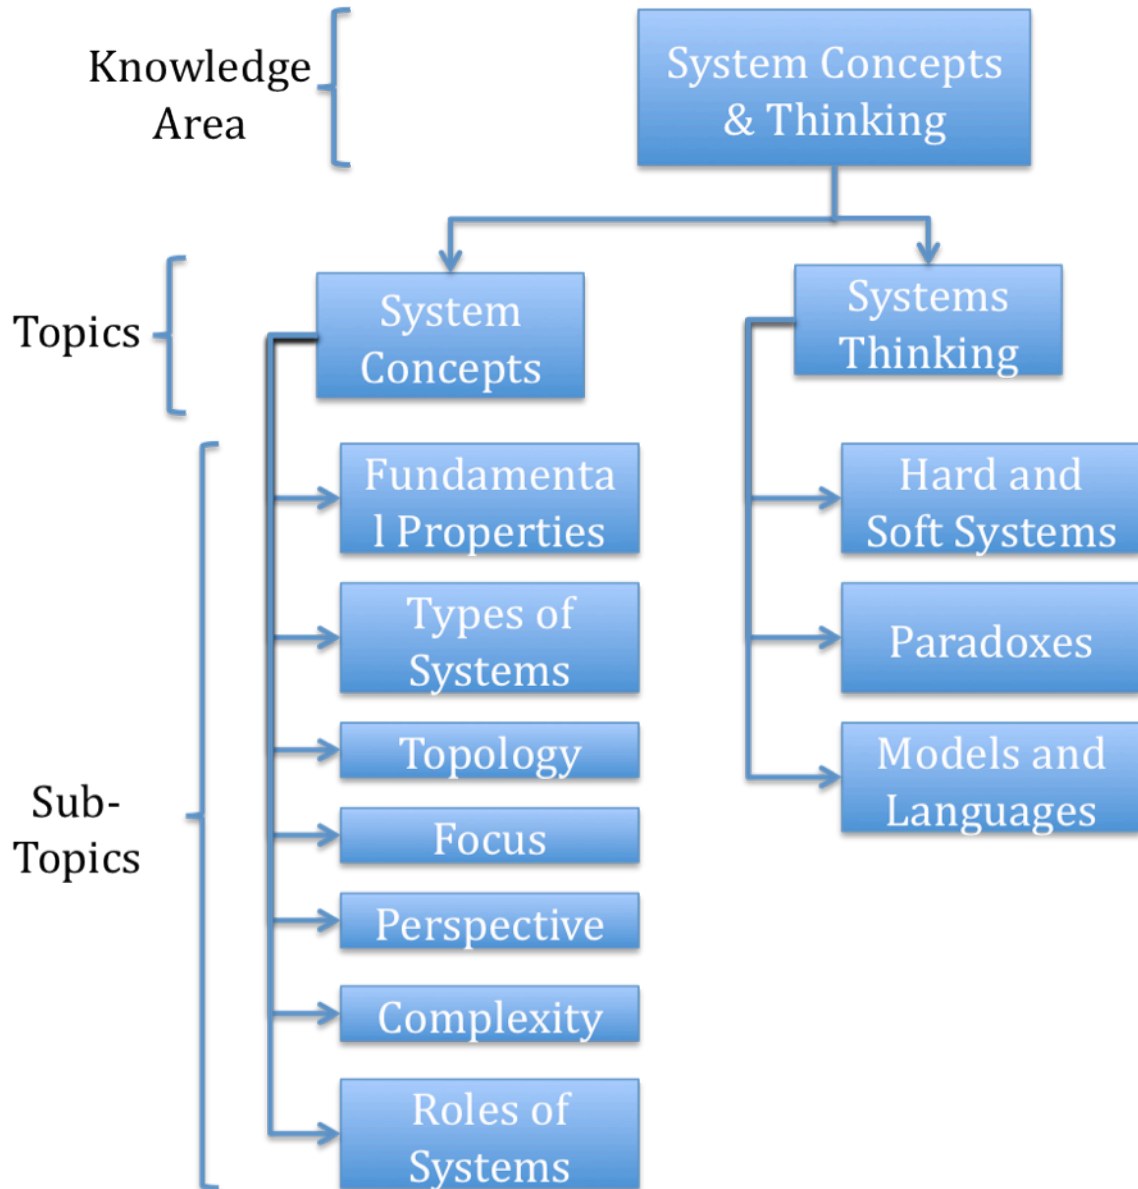 Knowledge
Area
System Concepts
& Thinking
Topics
System
Concepts
Systems
Thinking
Sub-
Topics
Fundamenta
l Properties
Types of
Systems
Topology
Focus
Perspective
Complexity
Roles of
Systems
Hard and
Soft Systems
Paradoxes
Models and
Languages